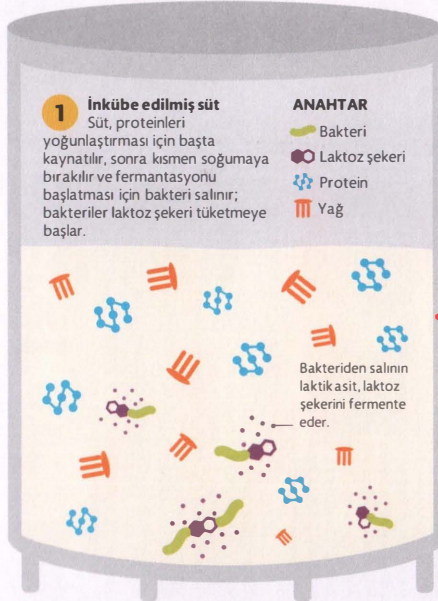 1
İnkübe edilmiş süt
Süt, proteinleri
yoğunlaştırması için başta
kaynatılır, sonra kısmen soğumaya
bırakılır ve fermantasyonu
başlatması için bakteri salınır;
bakteriler laktoz şekeri tüketmeye
başlar.
ANAHTAR
Bakteri
Laktoz şekeri
Protein
Yağ
Bakteriden salının
laktik asit, laktoz
şekerini fermente
eder.